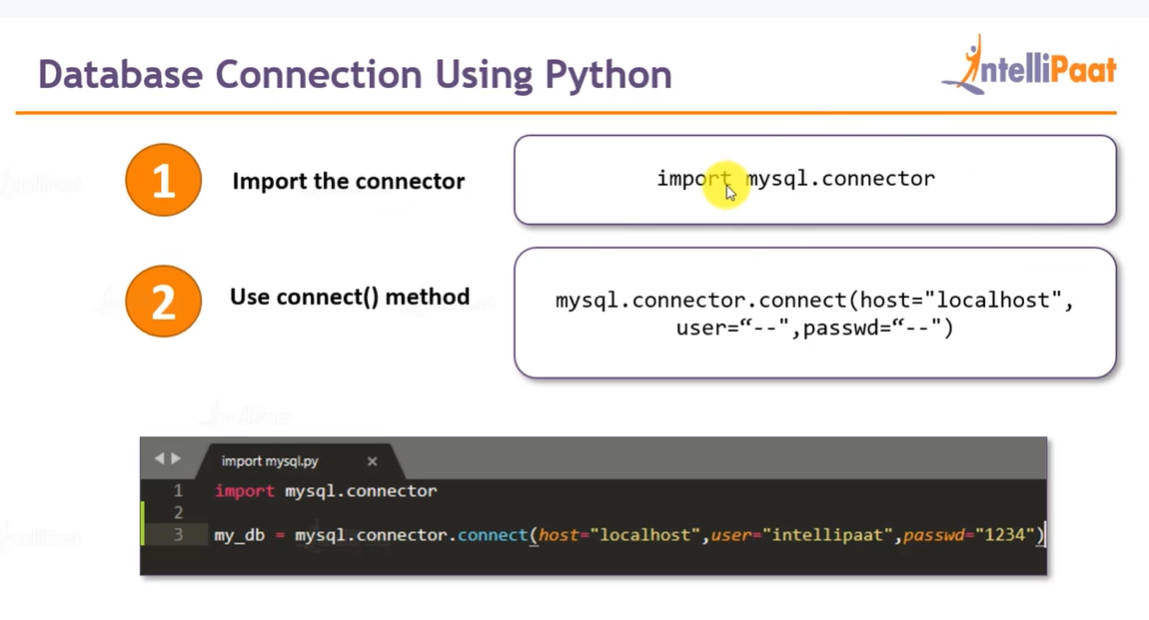 Database Connection Using Python
IntelliPaat
1
Import the connector
import mysql.connector
2
Use connect() method
mysql.connector.connect(host="localhost",
user=“--",passwd=“--")
import mysql.py
1 import mysql.connector
2
3 my_db = mysql.connector.connect(host="localhost",user="intellipaat",passwd="1234")